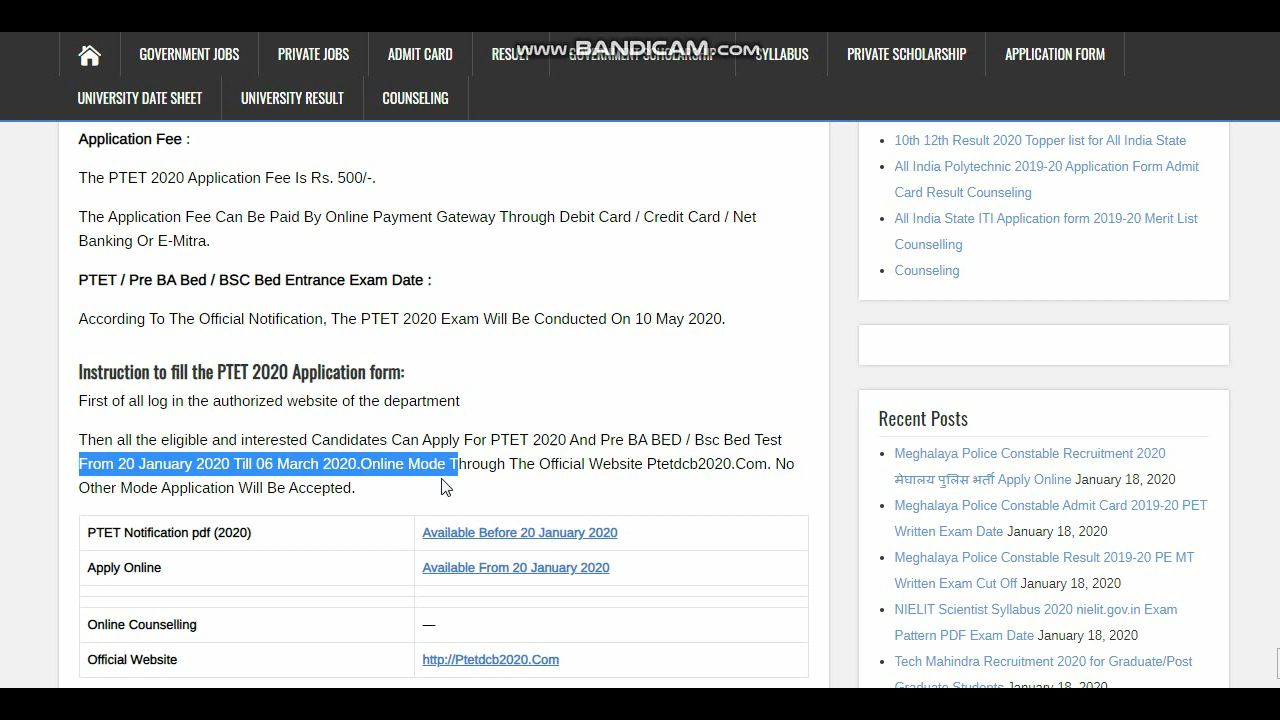 GOVERNMENT JOBS PRIVATE JOBS ADMIT CARD RESULT GOVERNMENT SCHOLARSHIP SYLLABUS PRIVATE SCHOLARSHIP APPLICATION FORM
www.BANDICAM.com
UNIVERSITY DATE SHEET UNIVERSITY RESULT COUNSELING
Application Fee :
The PTET 2020 Application Fee Is Rs. 500/-.
The Application Fee Can Be Paid By Online Payment Gateway Through Debit Card / Credit Card / Net
Banking Or E-Mitra.
PTET / Pre BA Bed / BSC Bed Entrance Exam Date :
According To The Official Notification, The PTET 2020 Exam Will Be Conducted On 10 May 2020.
Instruction to fill the PTET 2020 Application form:
First of all log in the authorized website of the department
Then all the eligible and interested Candidates Can Apply For PTET 2020 And Pre BA BED / Bsc Bed Test
From 20 January 2020 Till 06 March 2020.Online Mode Through The Official Website Ptetdcb2020.Com. No
Other Mode Application Will Be Accepted.
PTET Notification pdf (2020) Available Before 20 January 2020
Apply Online Available From 20 January 2020
Online Counselling —
Official Website http://Ptetdcb2020.Com
10th 12th Result 2020 Topper list for All India State
All India Polytechnic 2019-20 Application Form Admit
Card Result Counseling
All India State ITI Application form 2019-20 Merit List
Counselling
Counseling
Recent Posts
Meghalaya Police Constable Recruitment 2020
मेघालय पुलिस भर्ती Apply Online January 18, 2020
Meghalaya Police Constable Admit Card 2019-20 PET
Written Exam Date January 18, 2020
Meghalaya Police Constable Result 2019-20 PE MT
Written Exam Cut Off January 18, 2020
NIELIT Scientist Syllabus 2020 nielit.gov.in Exam
Pattern PDF Exam Date January 18, 2020
Tech Mahindra Recruitment 2020 for Graduate/Post
Graduate Students January 18, 2020